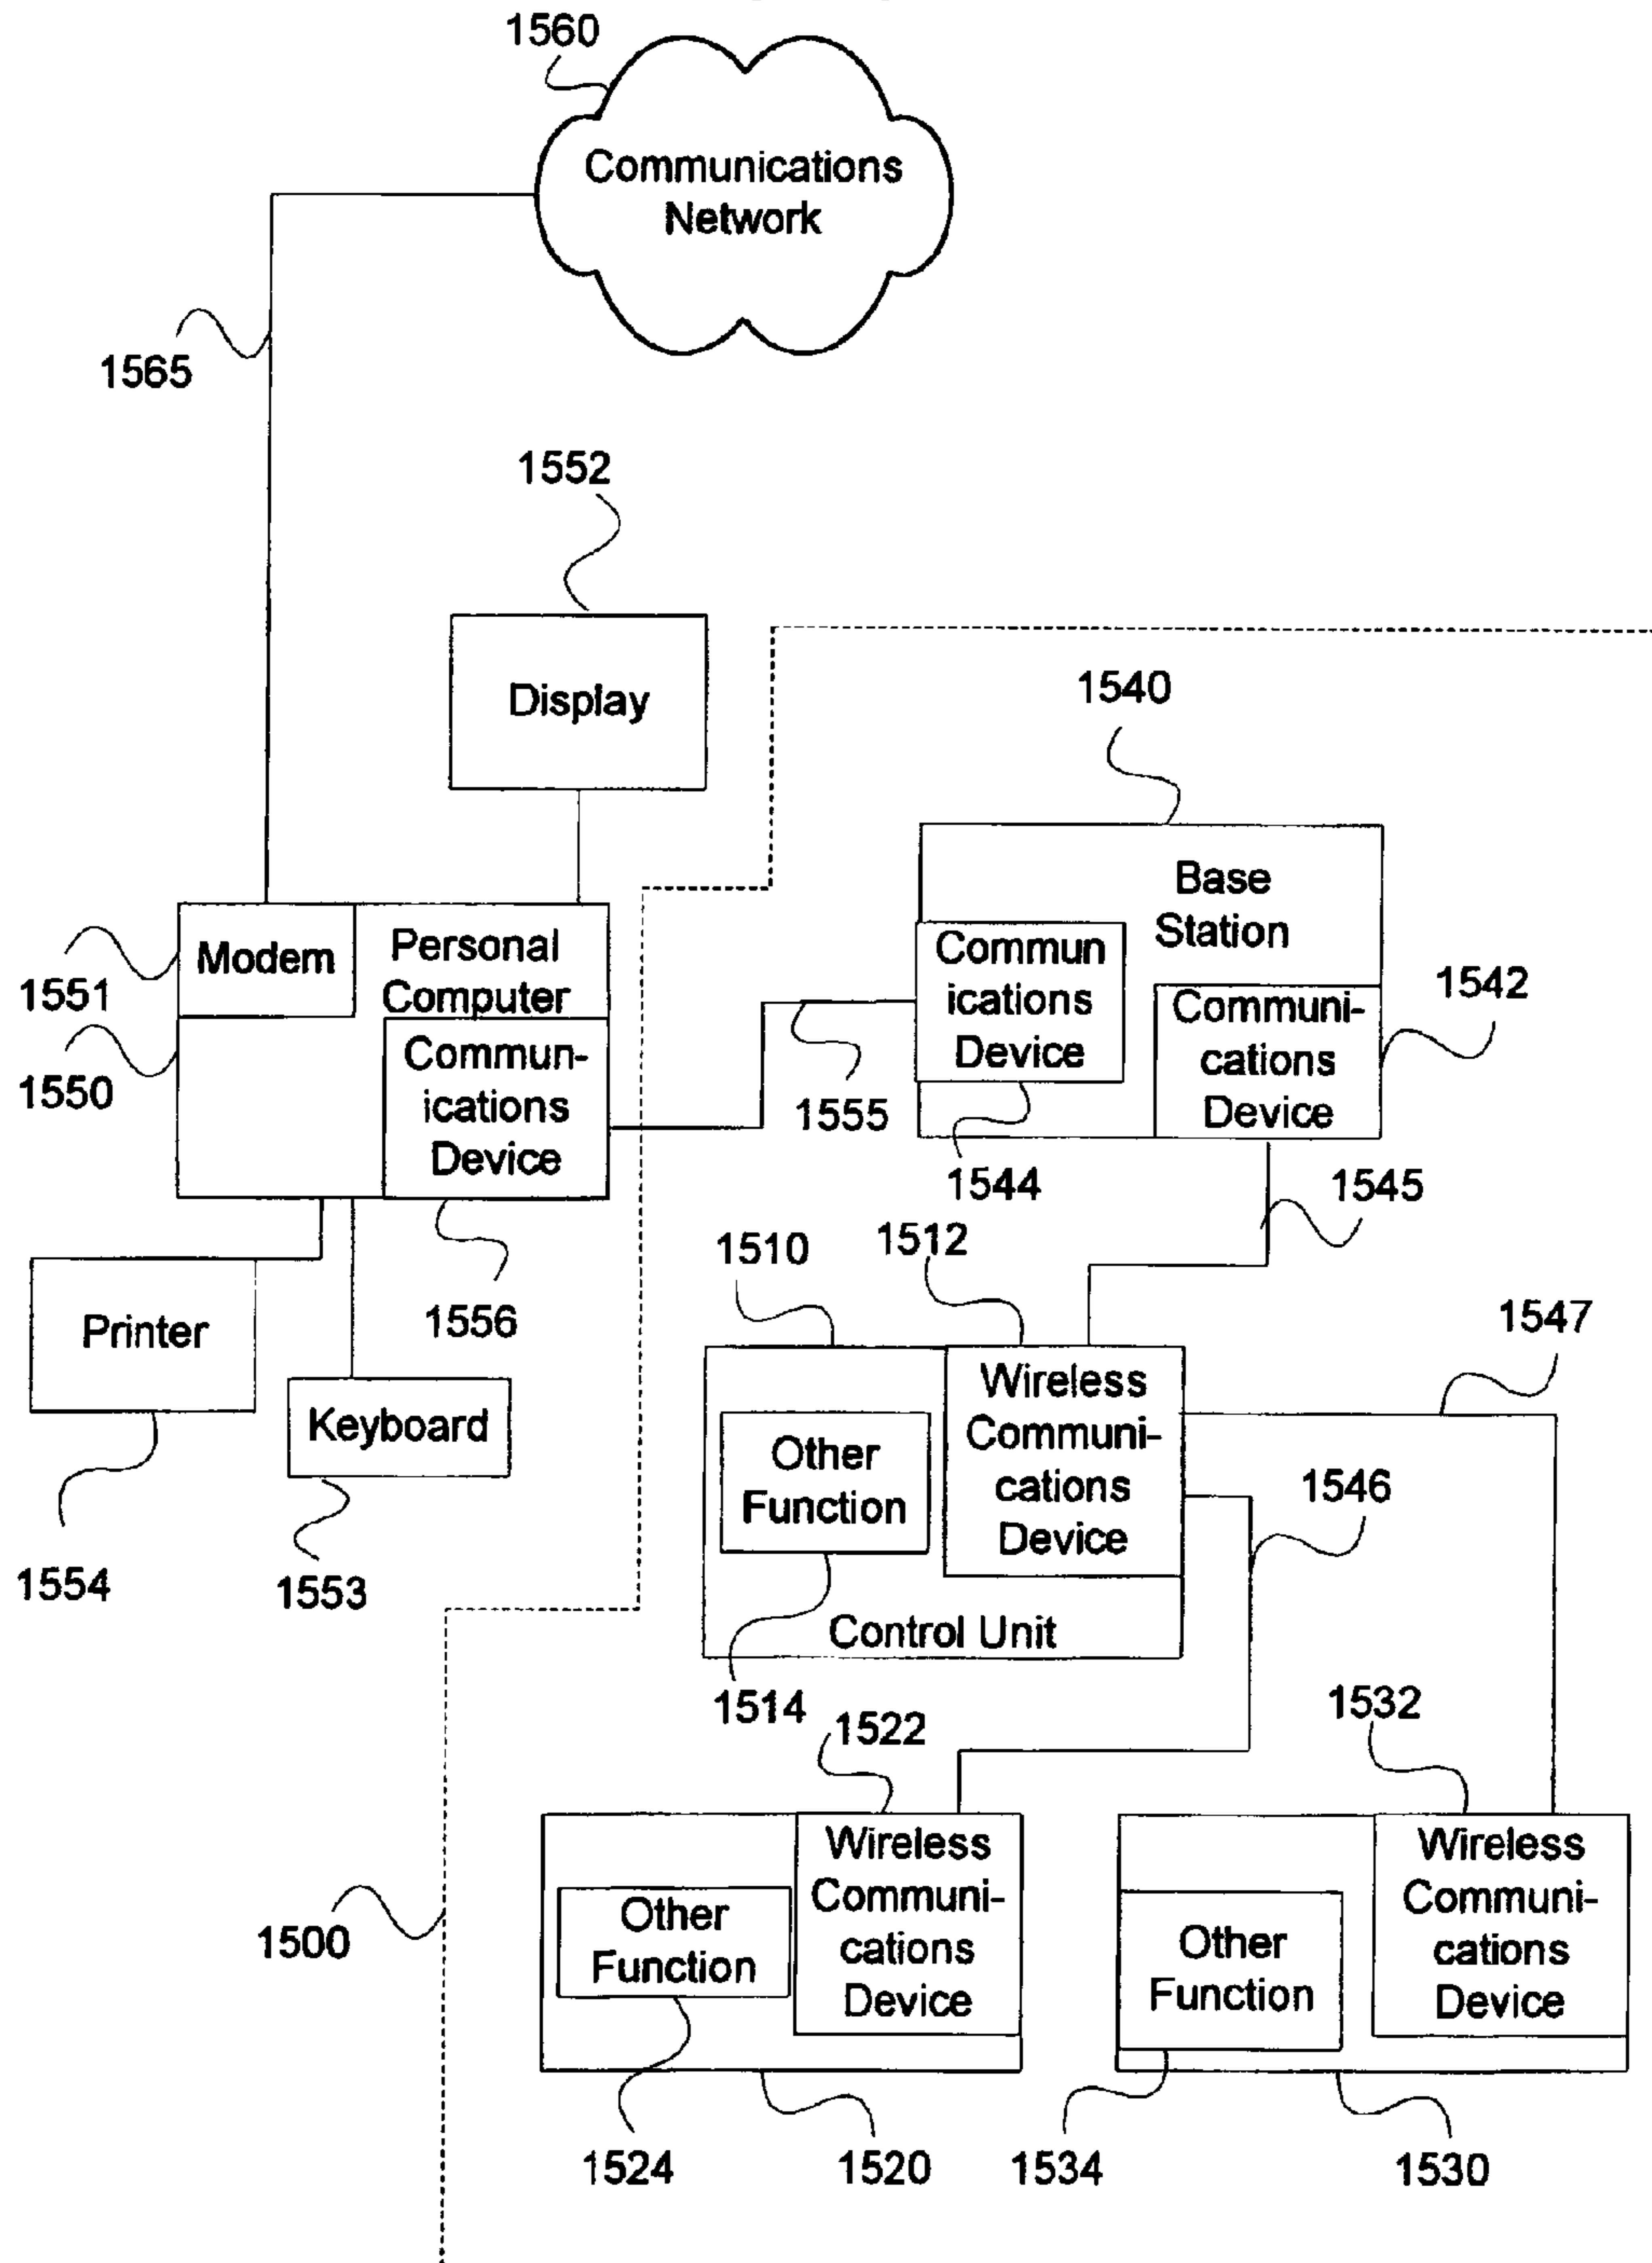 1560
Communications
Network
1565
1552
Display
1540
Base
Station
Modem
Personal
Computer
1551
1550
Commun-
ications
Device
Commun
ications
Device
Communi-
cations
Device
1542
1555
1544
1545
1556
Printer
Keyboard
1554
1553
1510
1512
1547
Wireless
Communi-
cations
Device
Other
Function
Control Unit
1546
1514
1522
1532
Wireless
Communi-
cations
Device
Other
Function
Wireless
Communi-
cations
Device
Other
Function
1500
1524
1520
1534
1530